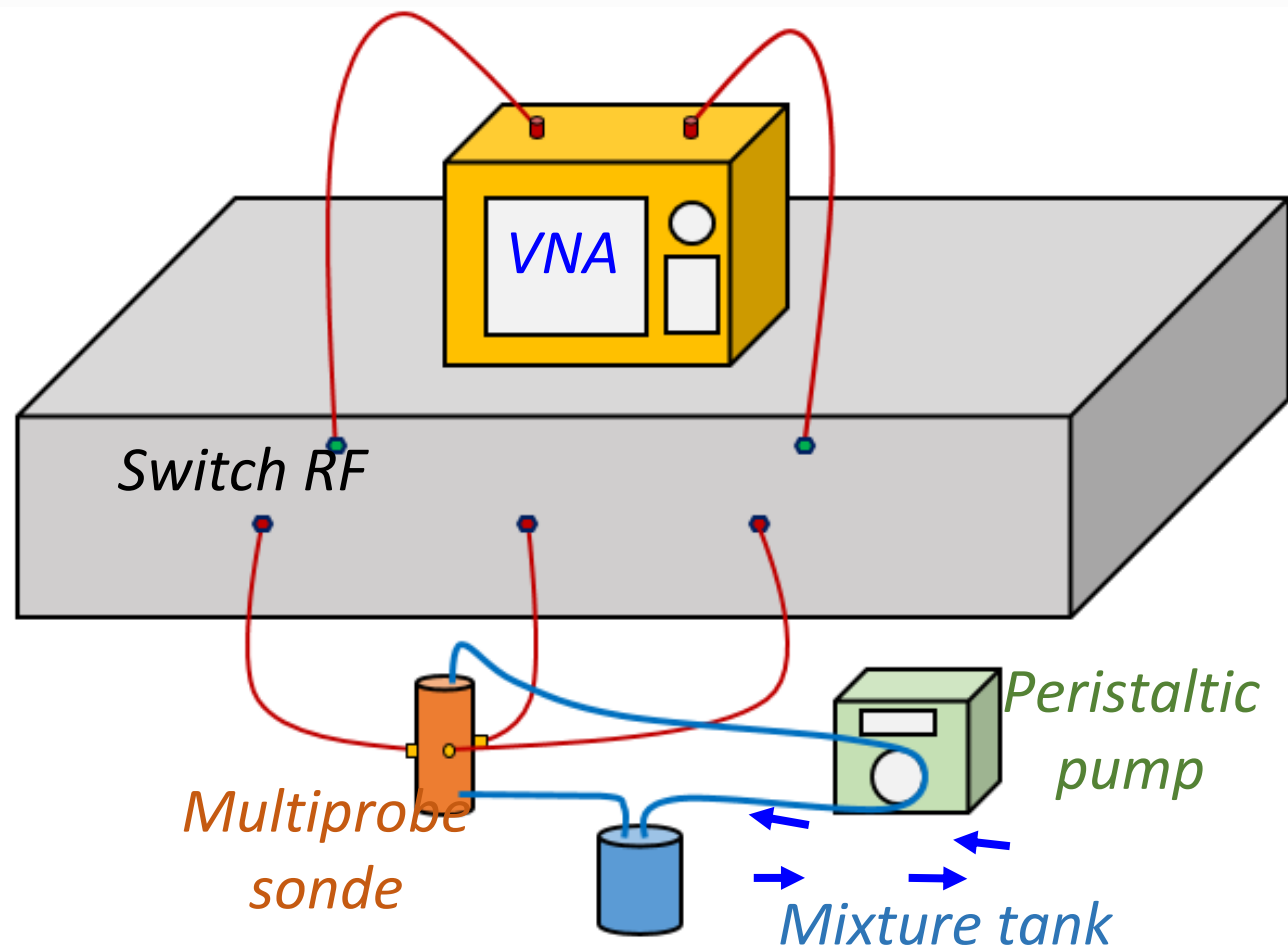 VNA
Switch RF
Peristaltic
pump
Multiprobe
sonde
Mixture tank